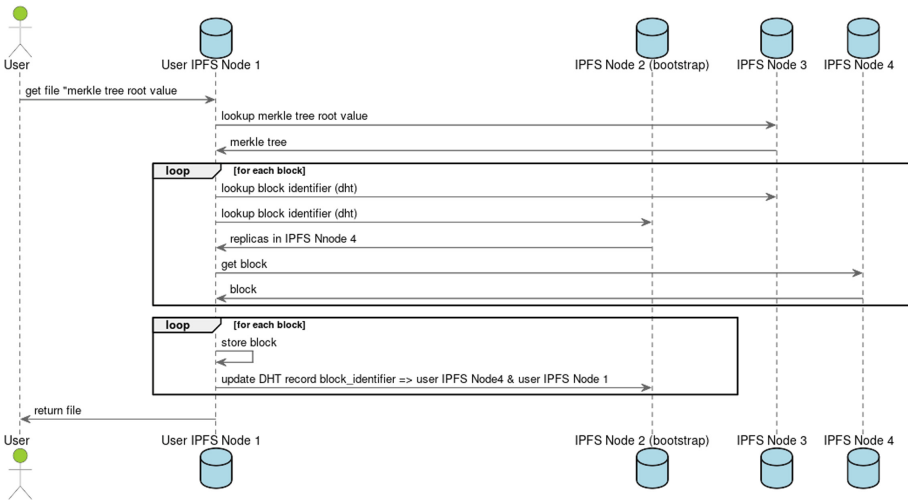 User
User IPFS Node 1
IPFS Node 2 (bootstrap)
IPFS Node 3
IPFS Node 4
get file "merkle tree root value
lookup merkle tree root value
merkle tree
loop [for each block]
lookup block identifier (dht)
lookup block identifier (dht)
replicas in IPFS Nnode 4
get block
block
loop [for each block]
store block
update DHT record block_identifier => user IPFS Node4 & user IPFS Node 1
return file
User
User IPFS Node 1
IPFS Node 2 (bootstrap)
IPFS Node 3
IPFS Node 4